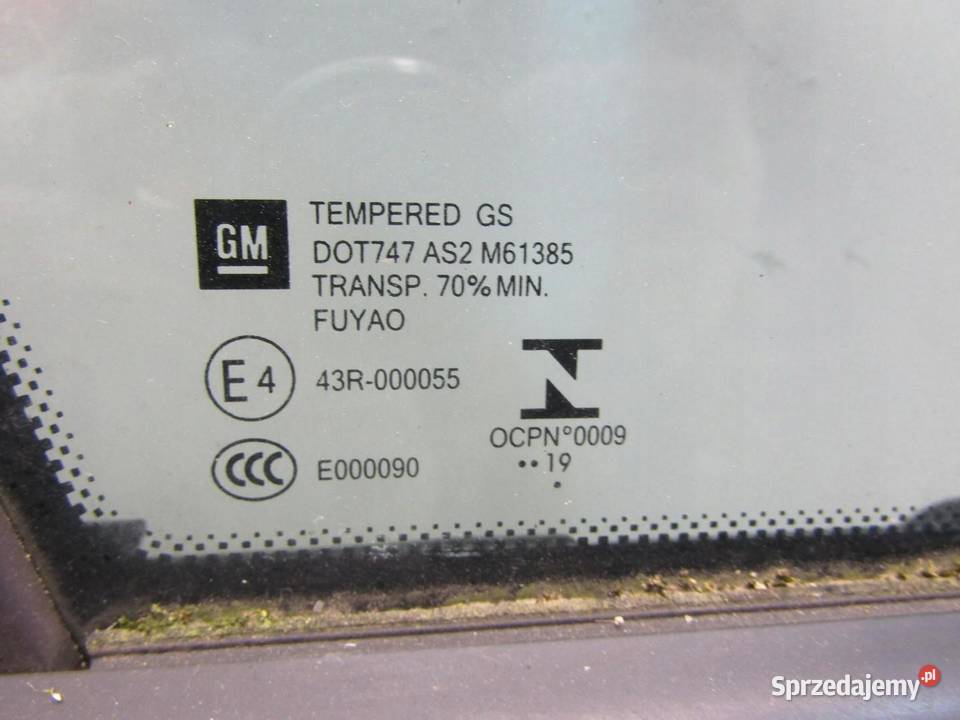 GM
TEMPERED GS
DOT747 AS2 M61385
TRANSP. 70% MIN.
FUYAO
E4
43R-000055
OCPN°0009
••19
•
CCC
E000090
Sprzedajemy.pl